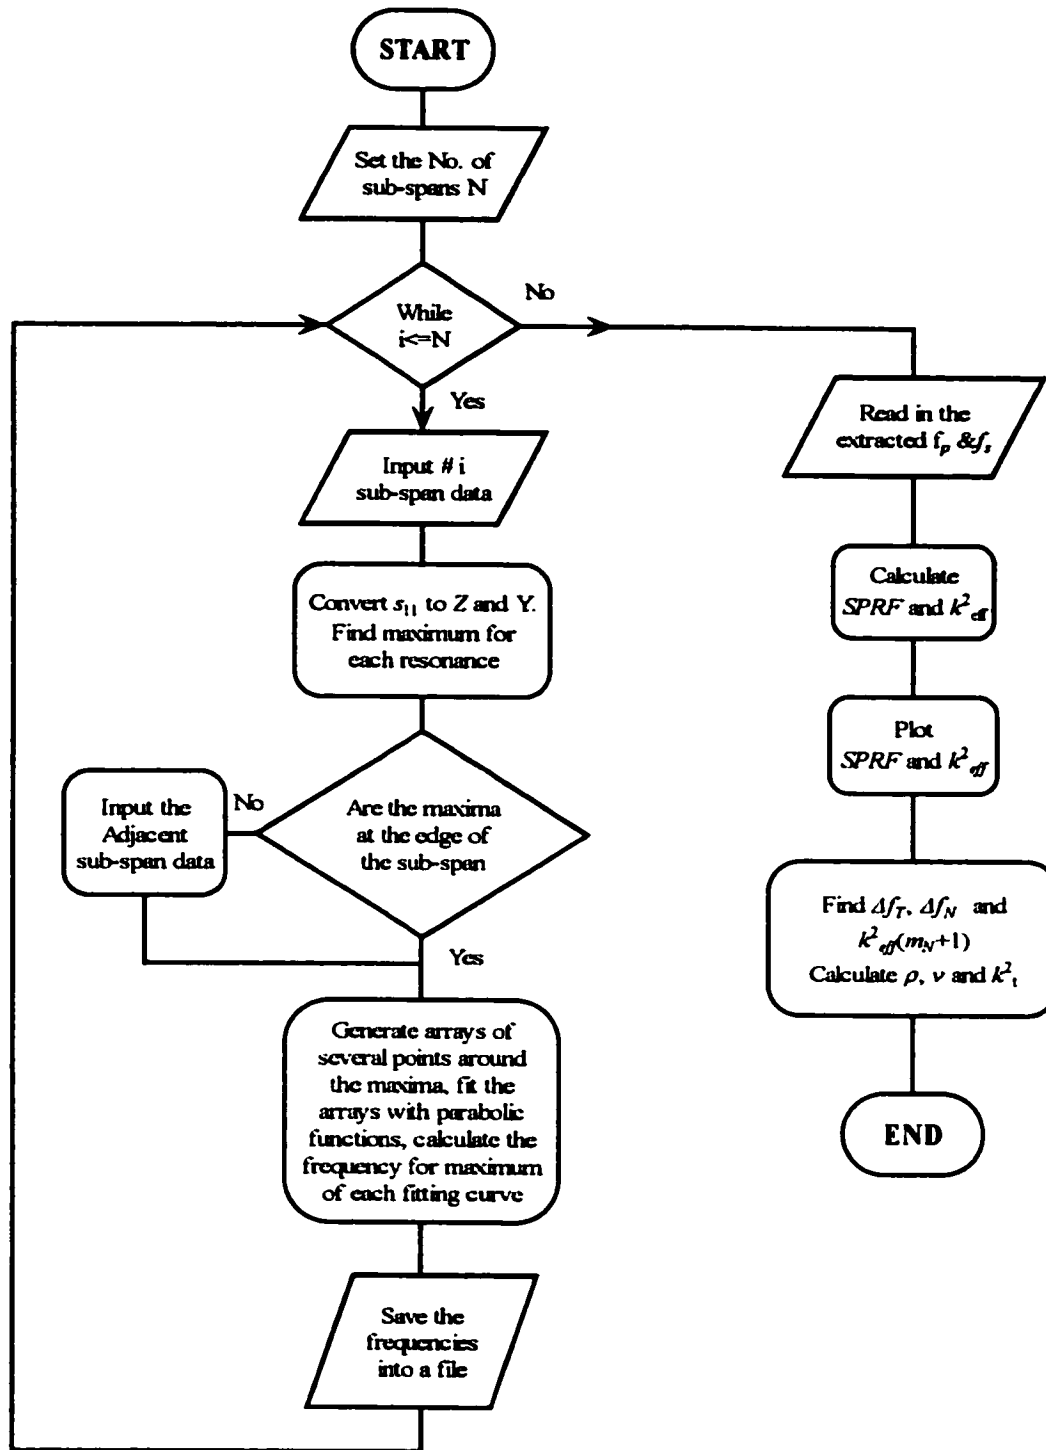 START
Set the No. of
sub-spans N
While
i<=N
No
Yes
Input # i
sub-span data
Convert s₁₁ to Z and Y.
Find maximum for
each resonance
Are the maxima
at the edge of
the sub-span
No
Input the
Adjacent
sub-span data
Yes
Generate arrays of
several points around
the maxima, fit the
arrays with parabolic
functions, calculate the
frequency for maximum
of each fitting curve
Save the
frequencies
into a file
Read in the
extracted fₚ &fₛ
Calculate
SPRF and k²eff
Plot
SPRF and k²eff
Find Δf_T, Δf_N and
k²eff(m_N+1)
Calculate ρ, ν and k²ₜ
END